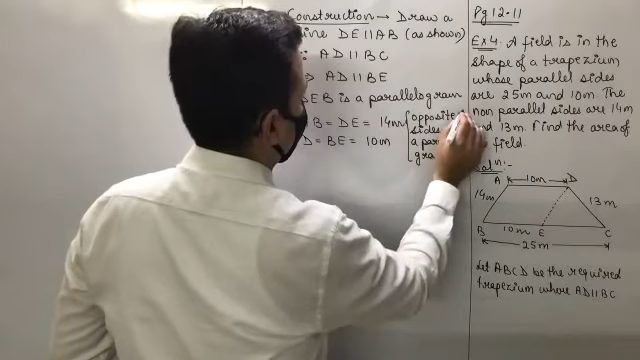 Construction → Draw a
line DE||AB (as shown)
∵ AD||BC
⇒ AD||BE
DEB is a parallelogram
B = DE = 14m
D = BE = 10m
opposite
sides
a para
gra
Pg 12.11
Ex 4. A field is in the
shape of a trapezium
whose parallel sides
are 25m and 10m. The
non parallel sides are 14m
and 13m. Find the area of
field.
Soln:-
A 10m D
14m 13m
B 10m E C
25m
Let ABCD be the required
trapezium where AD||BC